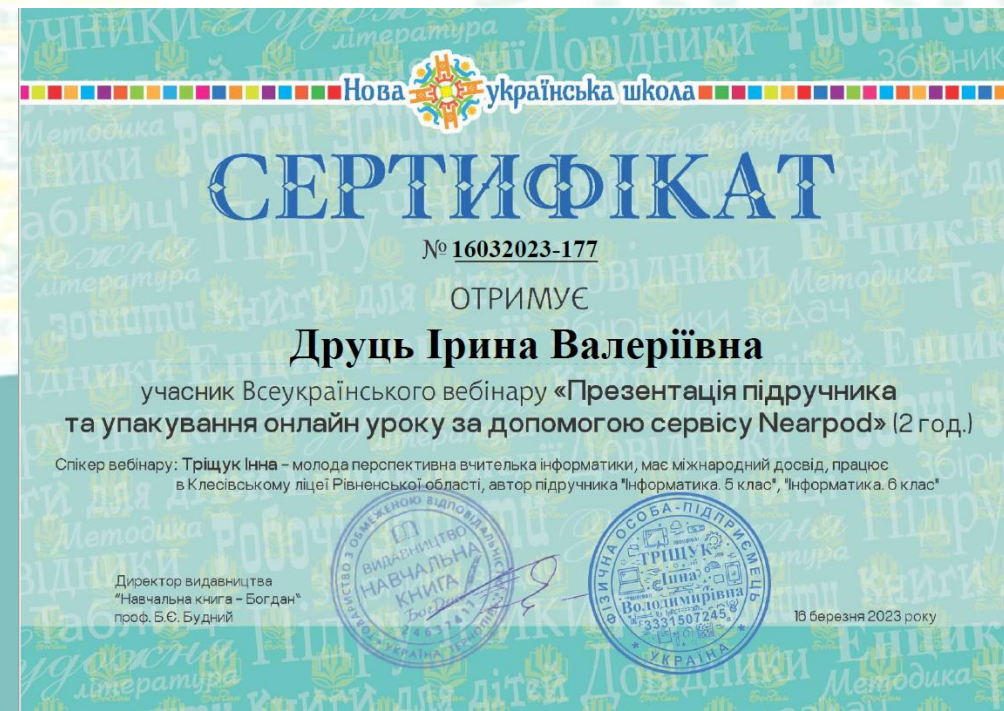 Нова українська школа
СЕРТИФІКАТ
№ 16032023-177
ОТРИМУЄ
Друць Ірина Валеріївна
учасник Всеукраїнського вебінару «Презентація підручника
та упакування онлайн уроку за допомогою сервісу Nearpod» (2 год.)
Спікер вебінару: Тріщук Інна – молода перспективна вчителька інформатики, має міжнародний досвід, працює
в Клесівському ліцеї Рівненської області, автор підручника "Інформатика. 5 клас", "Інформатика. 6 клас"
Директор видавництва
"Навчальна книга – Богдан"
проф. Б.Є. Будний
ВИДАВНИЦТВО
НАВЧАЛЬНА
КНИГА
ФІЗИЧНА ОСОБА-ПІДПРИЄМЕЦЬ
ТРІЩУК
Інна
Володимирівна
3331507245
УКРАЇНА
16 березня 2023 року